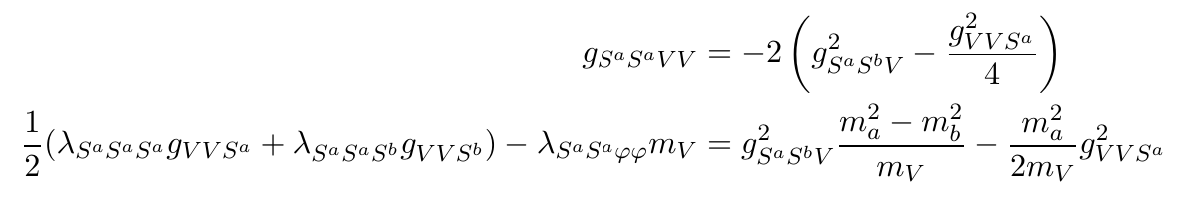 $g_{S^a S^a VV} = -2 \left( g^2_{S^a S^b V} - \frac{g^2_{VVS^a}}{4} \right)$
$\frac{1}{2}(\lambda_{S^a S^a S^a} g_{VVS^a} + \lambda_{S^a S^a S^b} g_{VVS^b}) - \lambda_{S^a S^a \varphi\varphi} m_V = g^2_{S^a S^b V} \frac{m_a^2 - m_b^2}{m_V} - \frac{m_a^2}{2m_V} g^2_{VVS^a}$